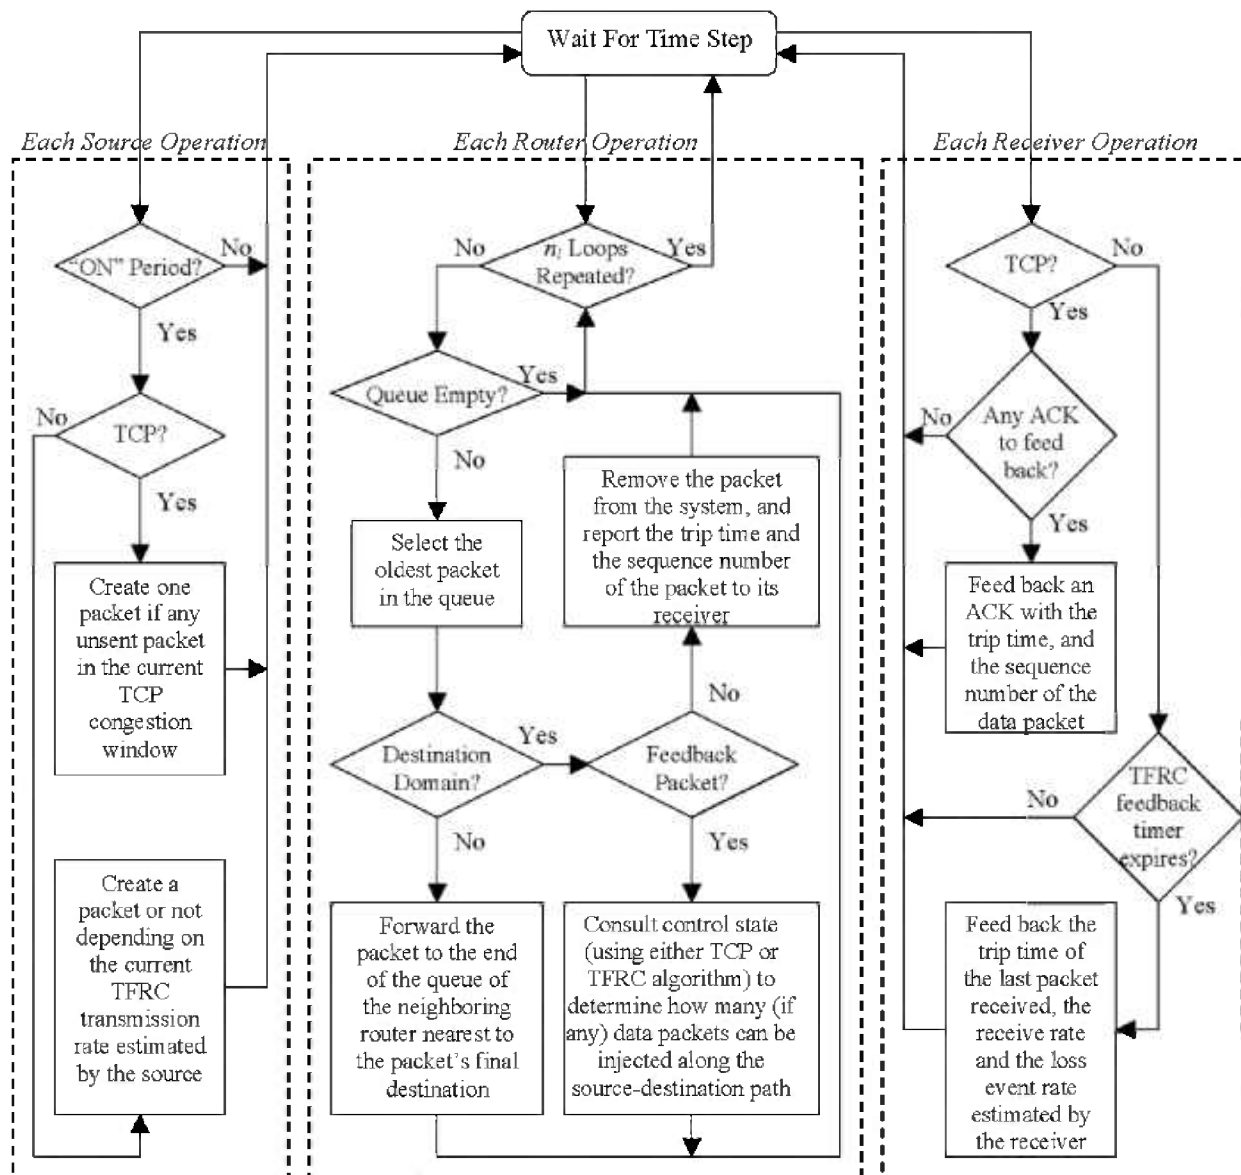 Wait For Time Step
Each Source Operation
"ON" Period?
No
Yes
TCP?
No
Yes
Create one
packet if any
unsent packet
in the current
TCP
congestion
window
Create a
packet or not
depending on
the current
TFRC
transmission
rate estimated
by the source
Each Router Operation
nᵢ Loops
Repeated?
No
Yes
Queue Empty?
Yes
No
Select the
oldest packet
in the queue
Remove the packet
from the system, and
report the trip time and
the sequence number
of the packet to its
receiver
Destination
Domain?
Yes
No
Feedback
Packet?
No
Yes
Forward the
packet to the end
of the queue of
the neighboring
router nearest to
the packet's final
destination
Consult control state
(using either TCP or
TFRC algorithm) to
determine how many (if
any) data packets can be
injected along the
source-destination path
Each Receiver Operation
TCP?
No
Yes
Any ACK
to feed
back?
No
Yes
Feed back an
ACK with the
trip time, and
the sequence
number of the
data packet
TFRC
feedback
timer
expires?
No
Yes
Feed back the
trip time of
the last packet
received, the
receive rate
and the loss
event rate
estimated by
the receiver